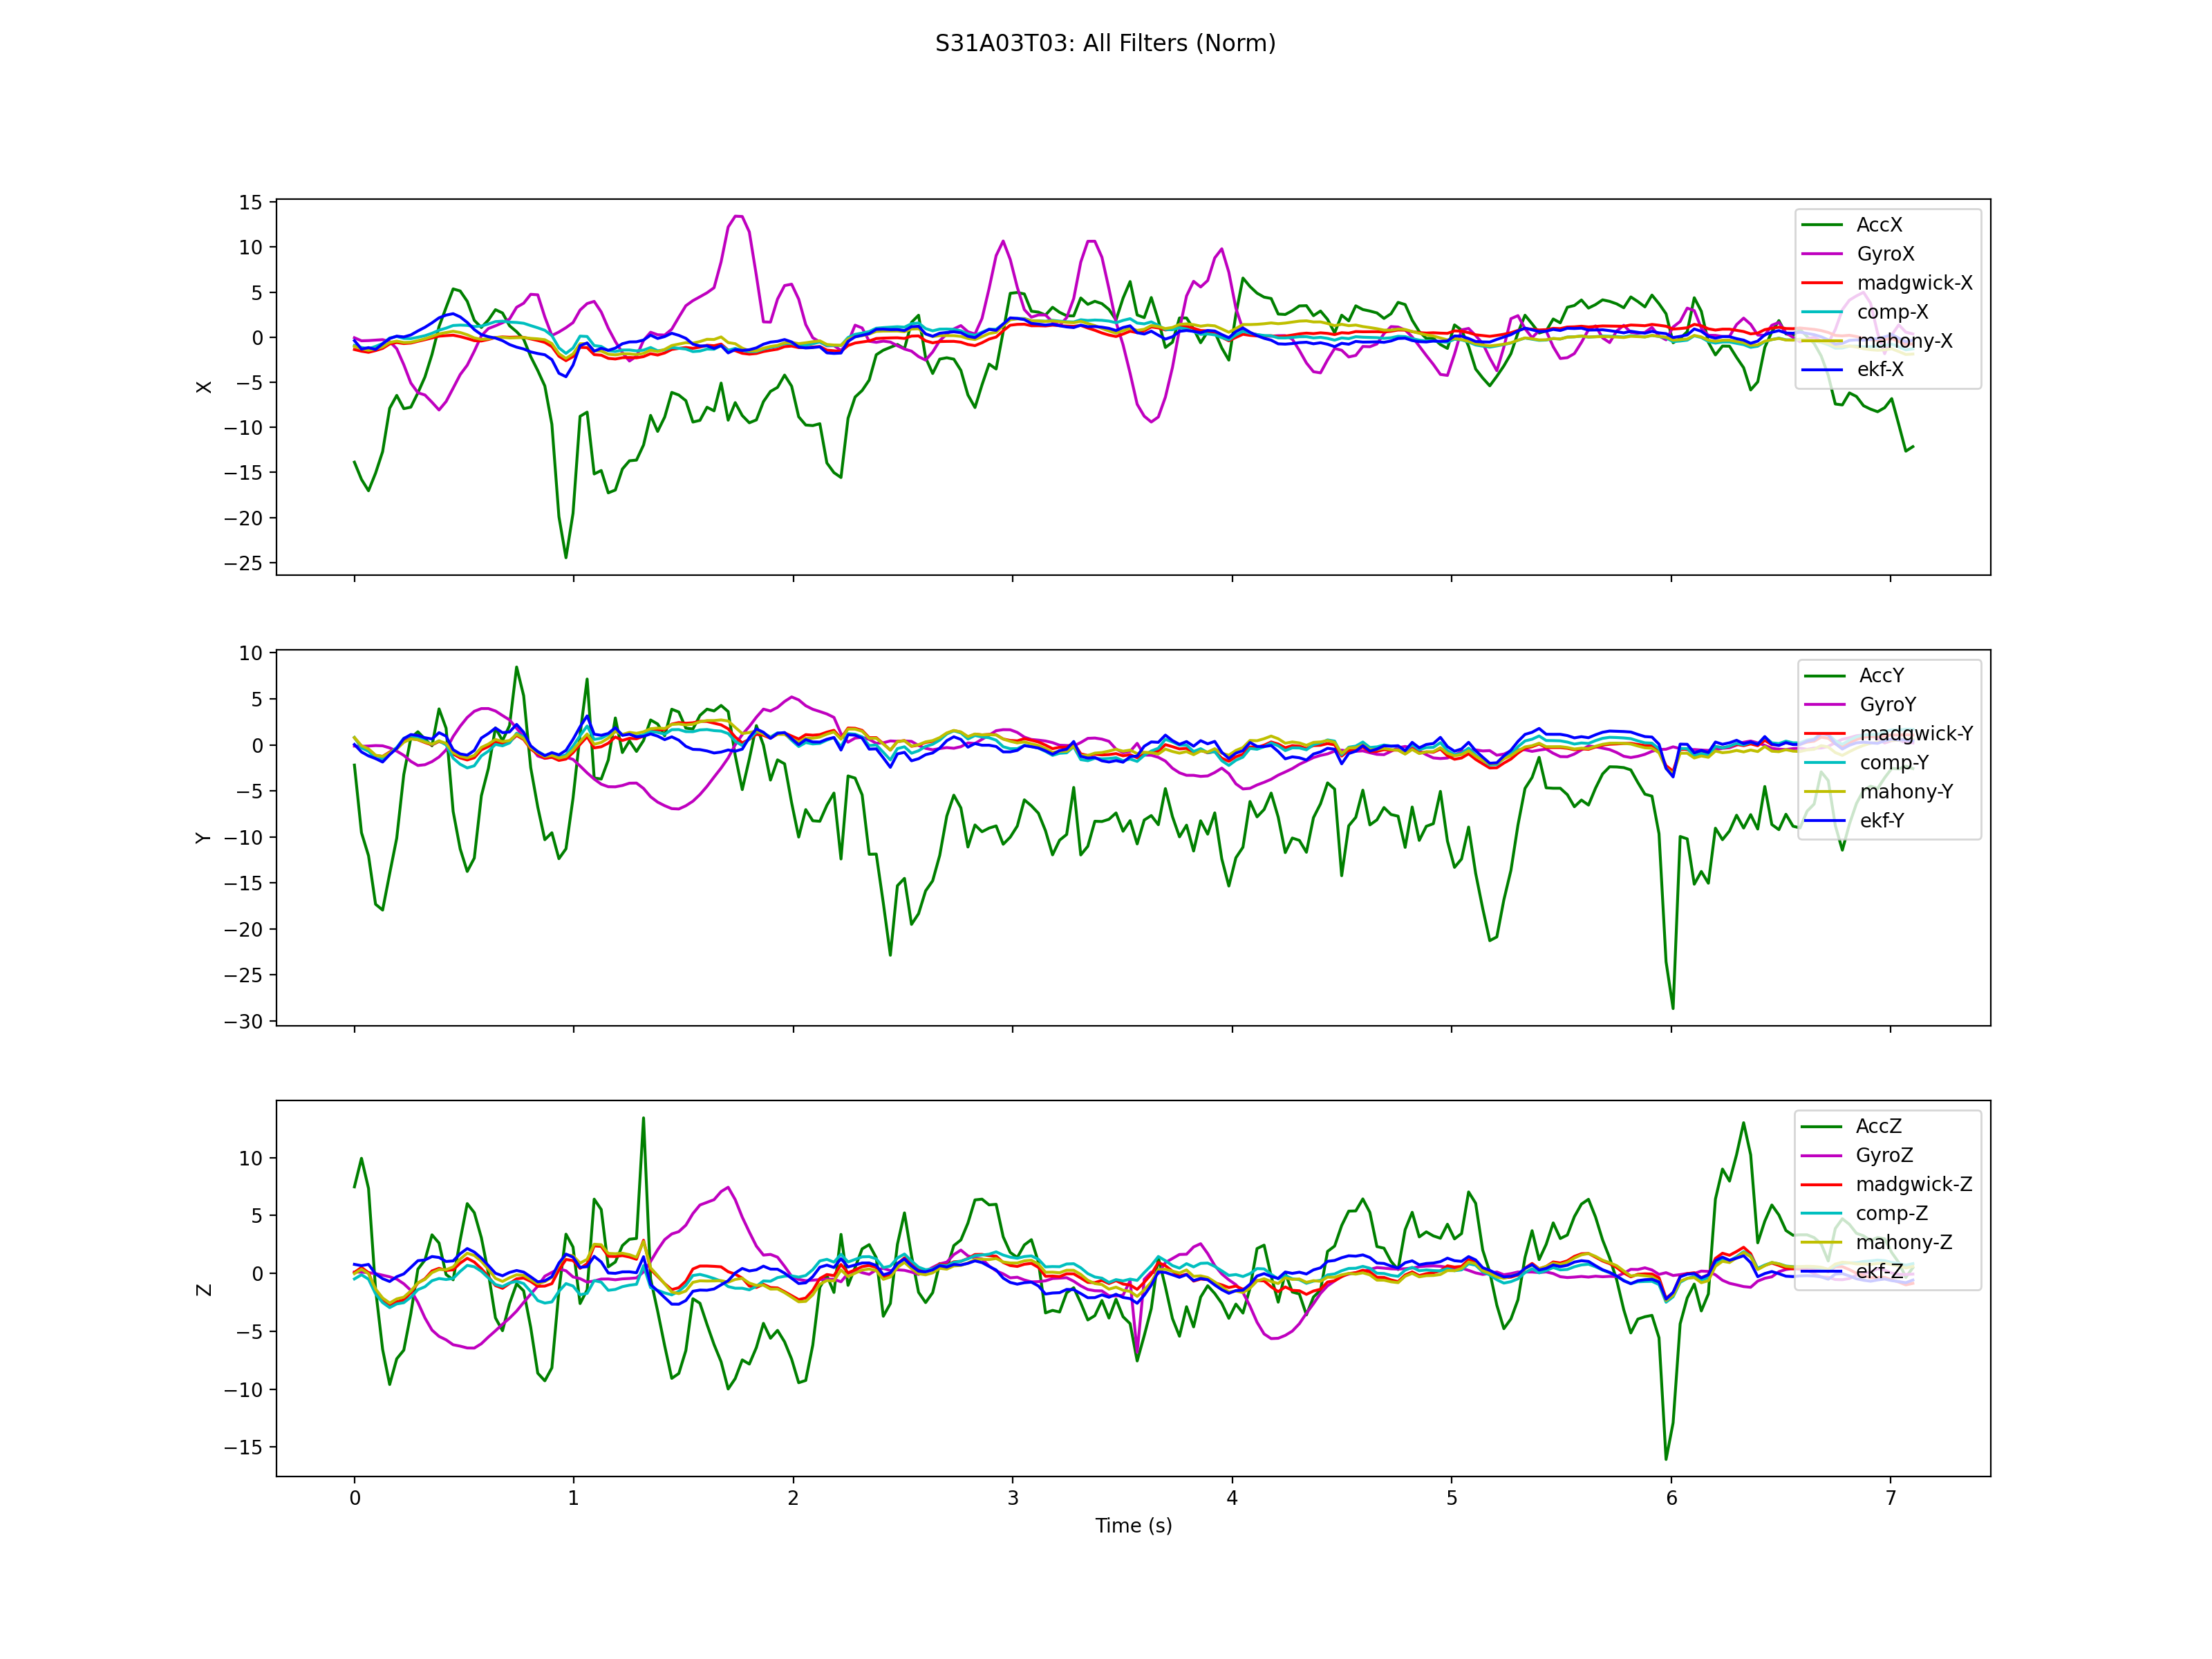 S31A03T03: All Filters (Norm)
15
10
5
0
−5
−10
−15
−20
−25
X
AccX
GyroX
madgwick-X
comp-X
mahony-X
ekf-X
10
5
0
−5
−10
−15
−20
−25
−30
Y
AccY
GyroY
madgwick-Y
comp-Y
mahony-Y
ekf-Y
10
5
0
−5
−10
−15
Z
AccZ
GyroZ
madgwick-Z
comp-Z
mahony-Z
ekf-Z
0 1 2 3 4 5 6 7
Time (s)